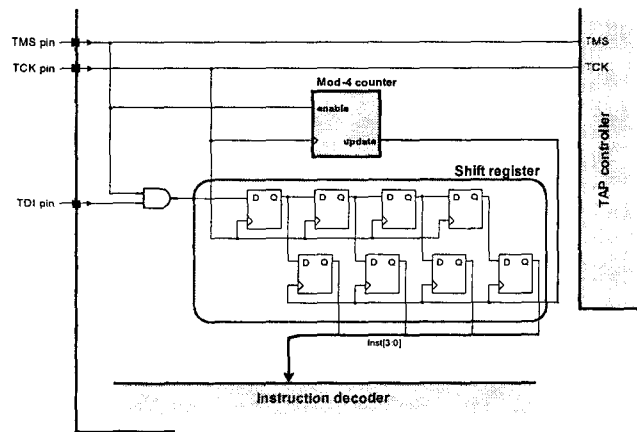 TMS pin
TMS
TCK pin
TCK
Mod-4 counter
enable
update
TAP controller
Shift register
TDI pin
D Q
D Q
D Q
D Q
D Q
D Q
D Q
D Q
Inst[3:0]
Instruction decoder